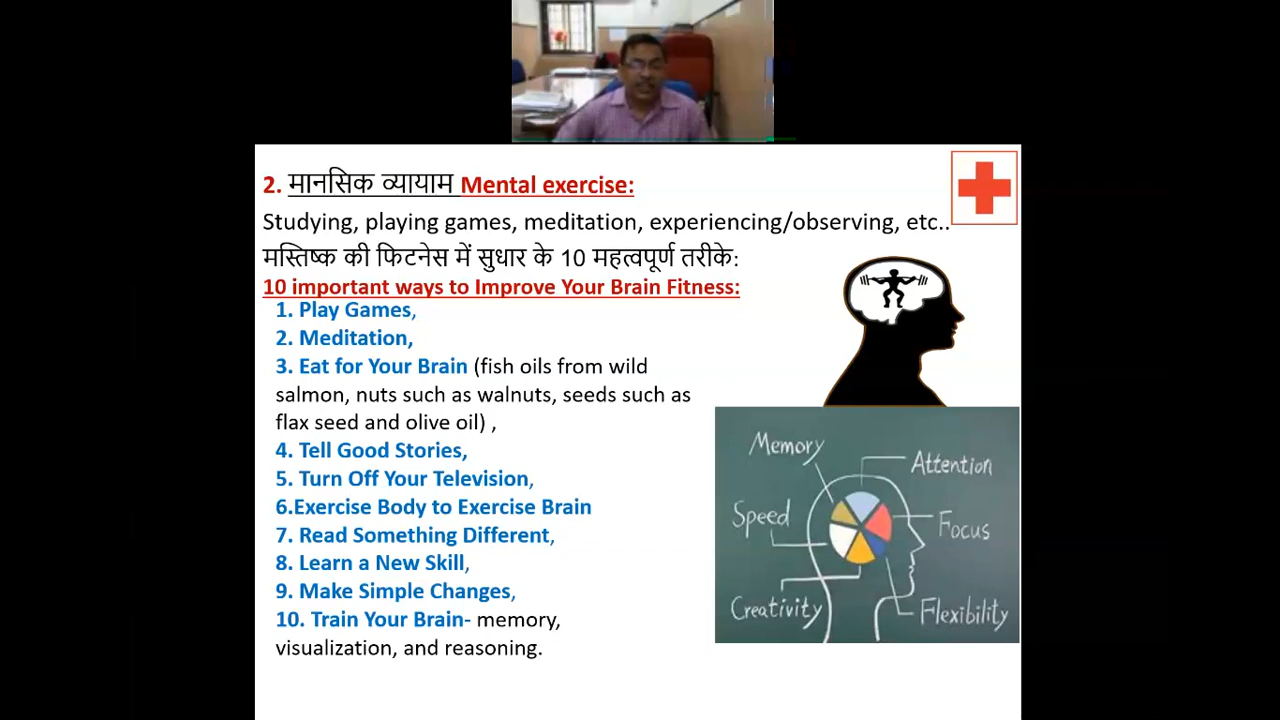 2. मानसिक व्यायाम Mental exercise:
Studying, playing games, meditation, experiencing/observing, etc..
मस्तिष्क की फिटनेस में सुधार के 10 महत्वपूर्ण तरीके:
10 important ways to Improve Your Brain Fitness:
1. Play Games,
2. Meditation,
3. Eat for Your Brain (fish oils from wild
salmon, nuts such as walnuts, seeds such as
flax seed and olive oil) ,
4. Tell Good Stories,
5. Turn Off Your Television,
6.Exercise Body to Exercise Brain
7. Read Something Different,
8. Learn a New Skill,
9. Make Simple Changes,
10. Train Your Brain- memory,
visualization, and reasoning.
Memory
Attention
Speed
Focus
Creativity
Flexibility